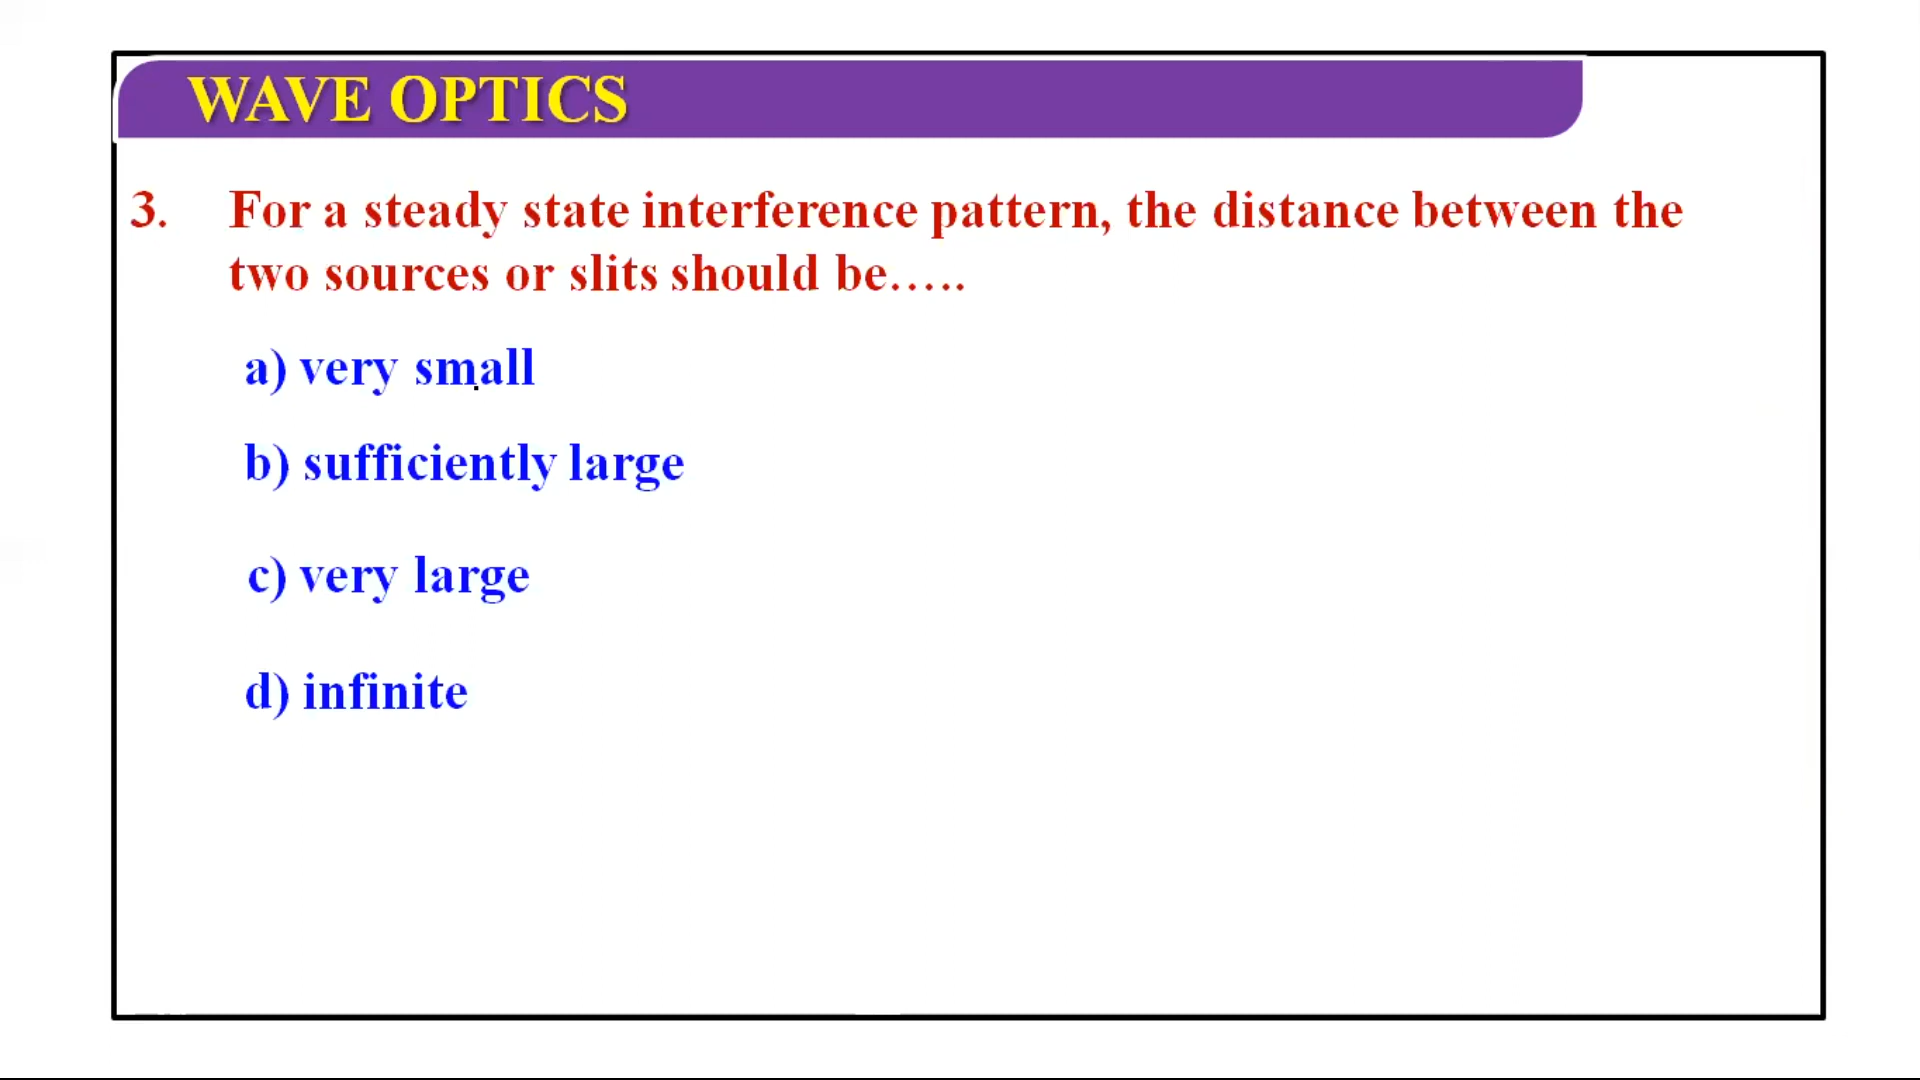 WAVE OPTICS
3. For a steady state interference pattern, the distance between the
two sources or slits should be.....
a) very small
b) sufficiently large
c) very large
d) infinite